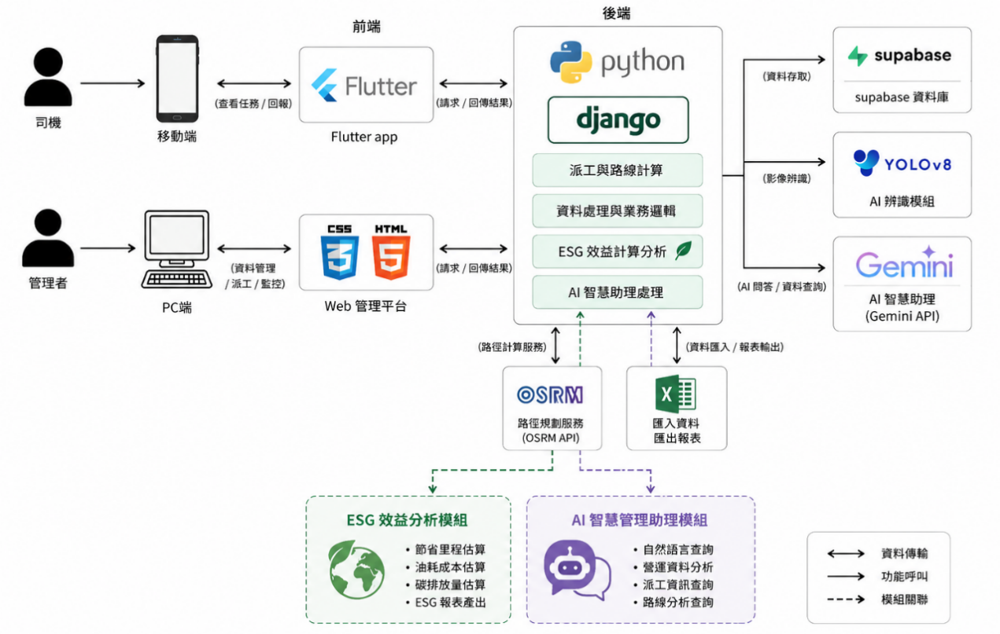 後端
前端
python
supabase
(資料存取)
supabase 資料庫
Flutter
(查看任務 / 回報)
(請求 / 回傳結果)
司機
移動端
Flutter app
django
派工與路線計算
YOLOv8
(影像辨識)
AI 辨識模組
資料處理與業務邏輯
CSS
3
HTML
5
ESG 效益計算分析
Gemini
管理者
(資料管理
/ 派工 / 監控)
(請求 / 回傳結果)
AI 智慧助理處理
(AI 問答 / 資料查詢)
AI 智慧助理
(Gemini API)
PC端
Web 管理平台
(路徑計算服務)
(資料匯入 / 報表輸出)
OSRM
路徑規劃服務
(OSRM API)
X
匯入資料
匯出報表
ESG 效益分析模組
• 節省里程估算
• 油耗成本估算
• 碳排放量估算
• ESG 報表產出
AI 智慧管理助理模組
• 自然語言查詢
• 營運資料分析
• 派工資訊查詢
• 路線分析查詢
資料傳輸
功能呼叫
模組關聯